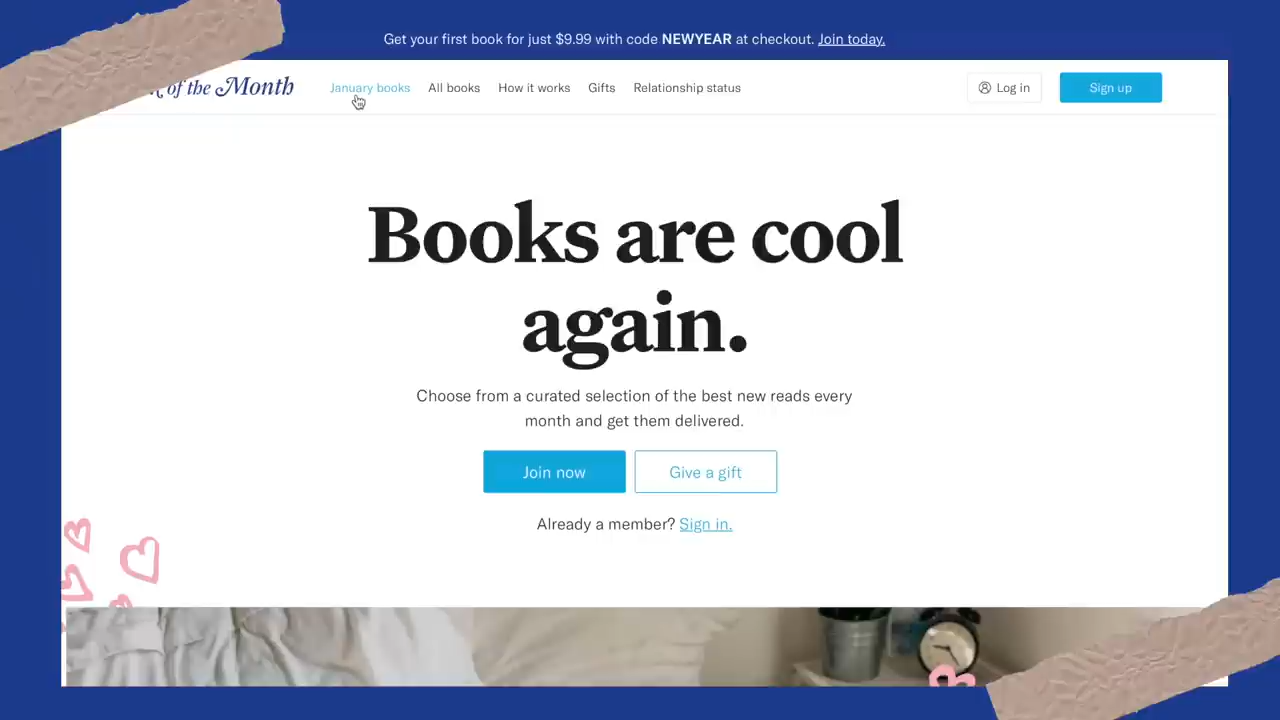 Get your first book for just $9.99 with code NEWYEAR at checkout. Join today.
of the Month
January books
All books
How it works
Gifts
Relationship status
Log in
Sign up
Books are cool
again.
Choose from a curated selection of the best new reads every
month and get them delivered.
Join now
Give a gift
Already a member? Sign in.